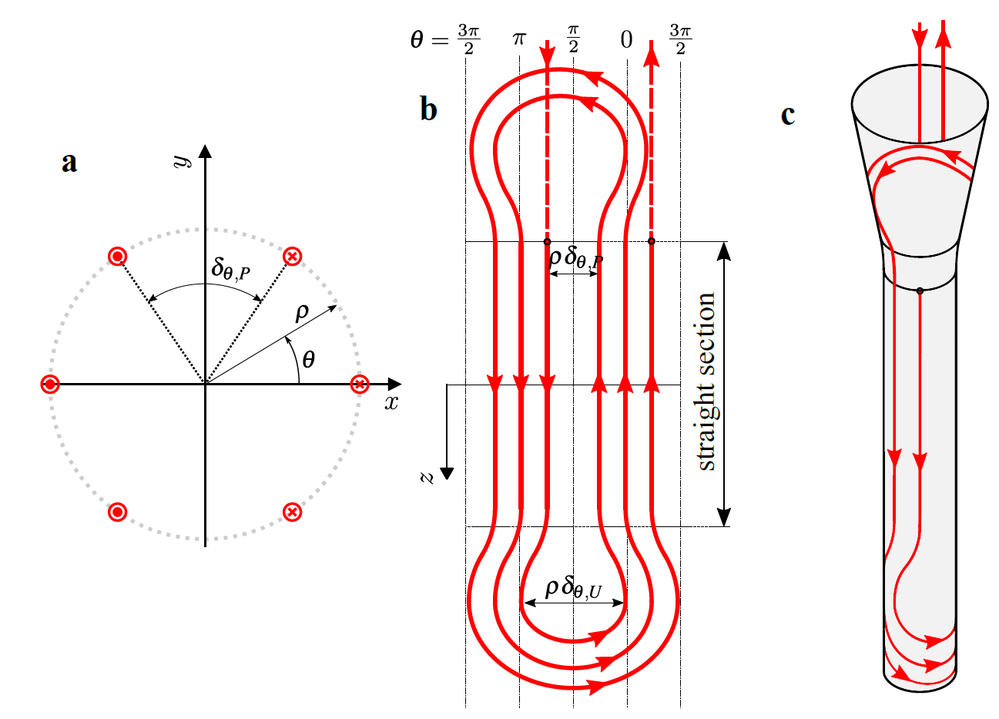 a
y
δθ,P
ρ
θ
x
θ = 3π/2 π π/2 0 3π/2
b
ρδθ,P
straight section
z
ρδθ,U
c